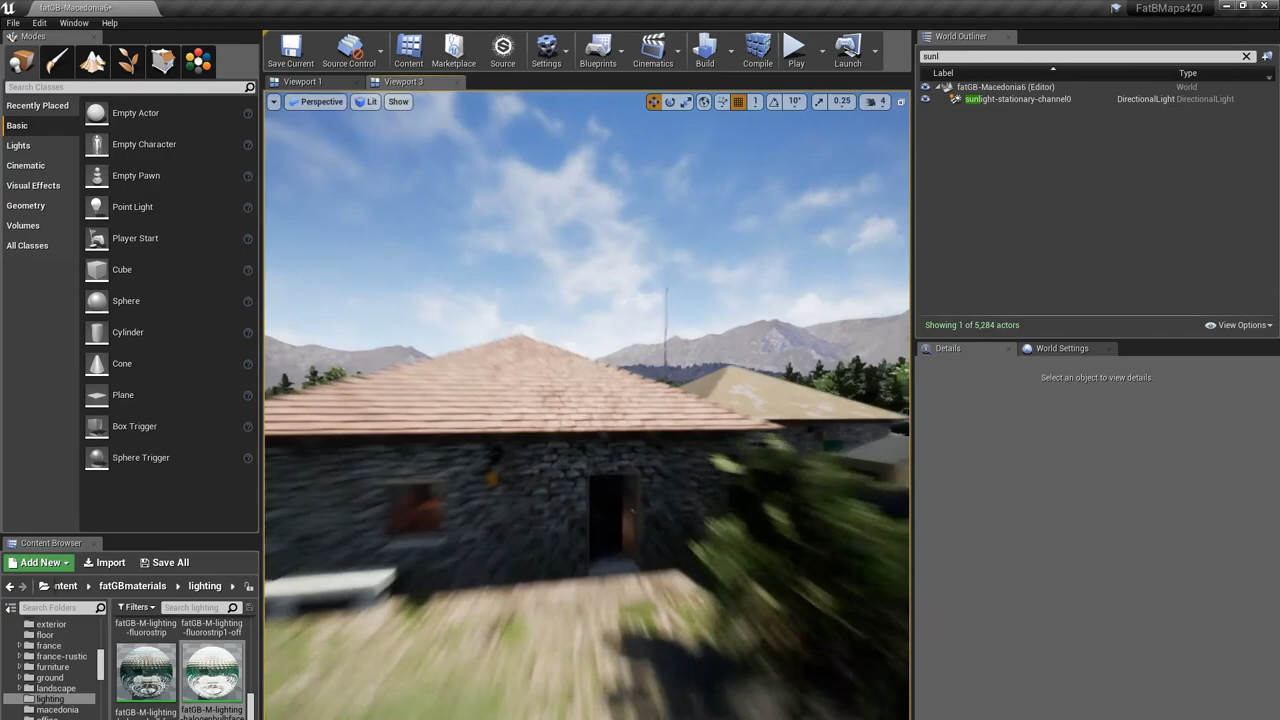 fatGB-Macedonia6*
FatBMaps420
File Edit Window Help
Modes
Search Classes
Recently Placed
Basic
Lights
Cinematic
Visual Effects
Geometry
Volumes
All Classes
Empty Actor
Empty Character
Empty Pawn
Point Light
Player Start
Cube
Sphere
Cylinder
Cone
Plane
Box Trigger
Sphere Trigger
Save Current
Source Control
Content
Marketplace
Source
Settings
Blueprints
Cinematics
Build
Compile
Play
Launch
Viewport 1
Viewport 3
Perspective Lit Show
1 10° 0.25 4
World Outliner
sunl
Label Type
fatGB-Macedonia6 (Editor) World
sunlight-stationary-channel0 DirectionalLight DirectionalLight
Showing 1 of 5,284 actors
View Options
Details
World Settings
Select an object to view details.
Content Browser
Add New Import Save All
ntent fatGBmaterials lighting
Search Folders
Filters
Search lighting
exterior
floor
france
france-rustic
furniture
ground
landscape
lighting
macedonia
office
fatGB-M-lighting
-fluorostrip
fatGB-M-lighting
-fluorostrip1-off
fatGB-M-lighting
fatGB-M-lighting